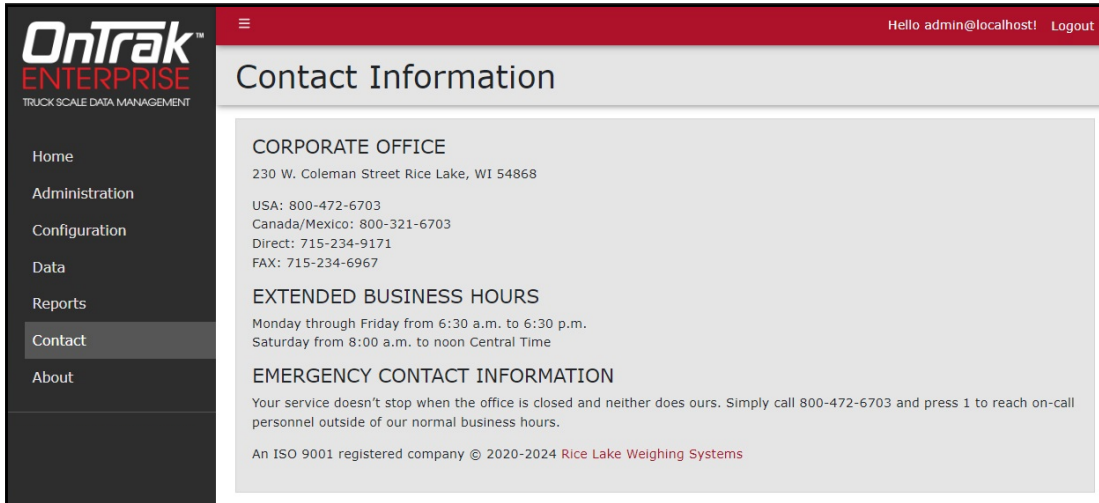 OnTrak™
ENTERPRISE
TRUCK SCALE DATA MANAGEMENT
Home
Administration
Configuration
Data
Reports
Contact
About
Hello admin@localhost! Logout
Contact Information
CORPORATE OFFICE
230 W. Coleman Street Rice Lake, WI 54868
USA: 800-472-6703
Canada/Mexico: 800-321-6703
Direct: 715-234-9171
FAX: 715-234-6967
EXTENDED BUSINESS HOURS
Monday through Friday from 6:30 a.m. to 6:30 p.m.
Saturday from 8:00 a.m. to noon Central Time
EMERGENCY CONTACT INFORMATION
Your service doesn’t stop when the office is closed and neither does ours. Simply call 800-472-6703 and press 1 to reach on-call
personnel outside of our normal business hours.
An ISO 9001 registered company © 2020-2024 Rice Lake Weighing Systems